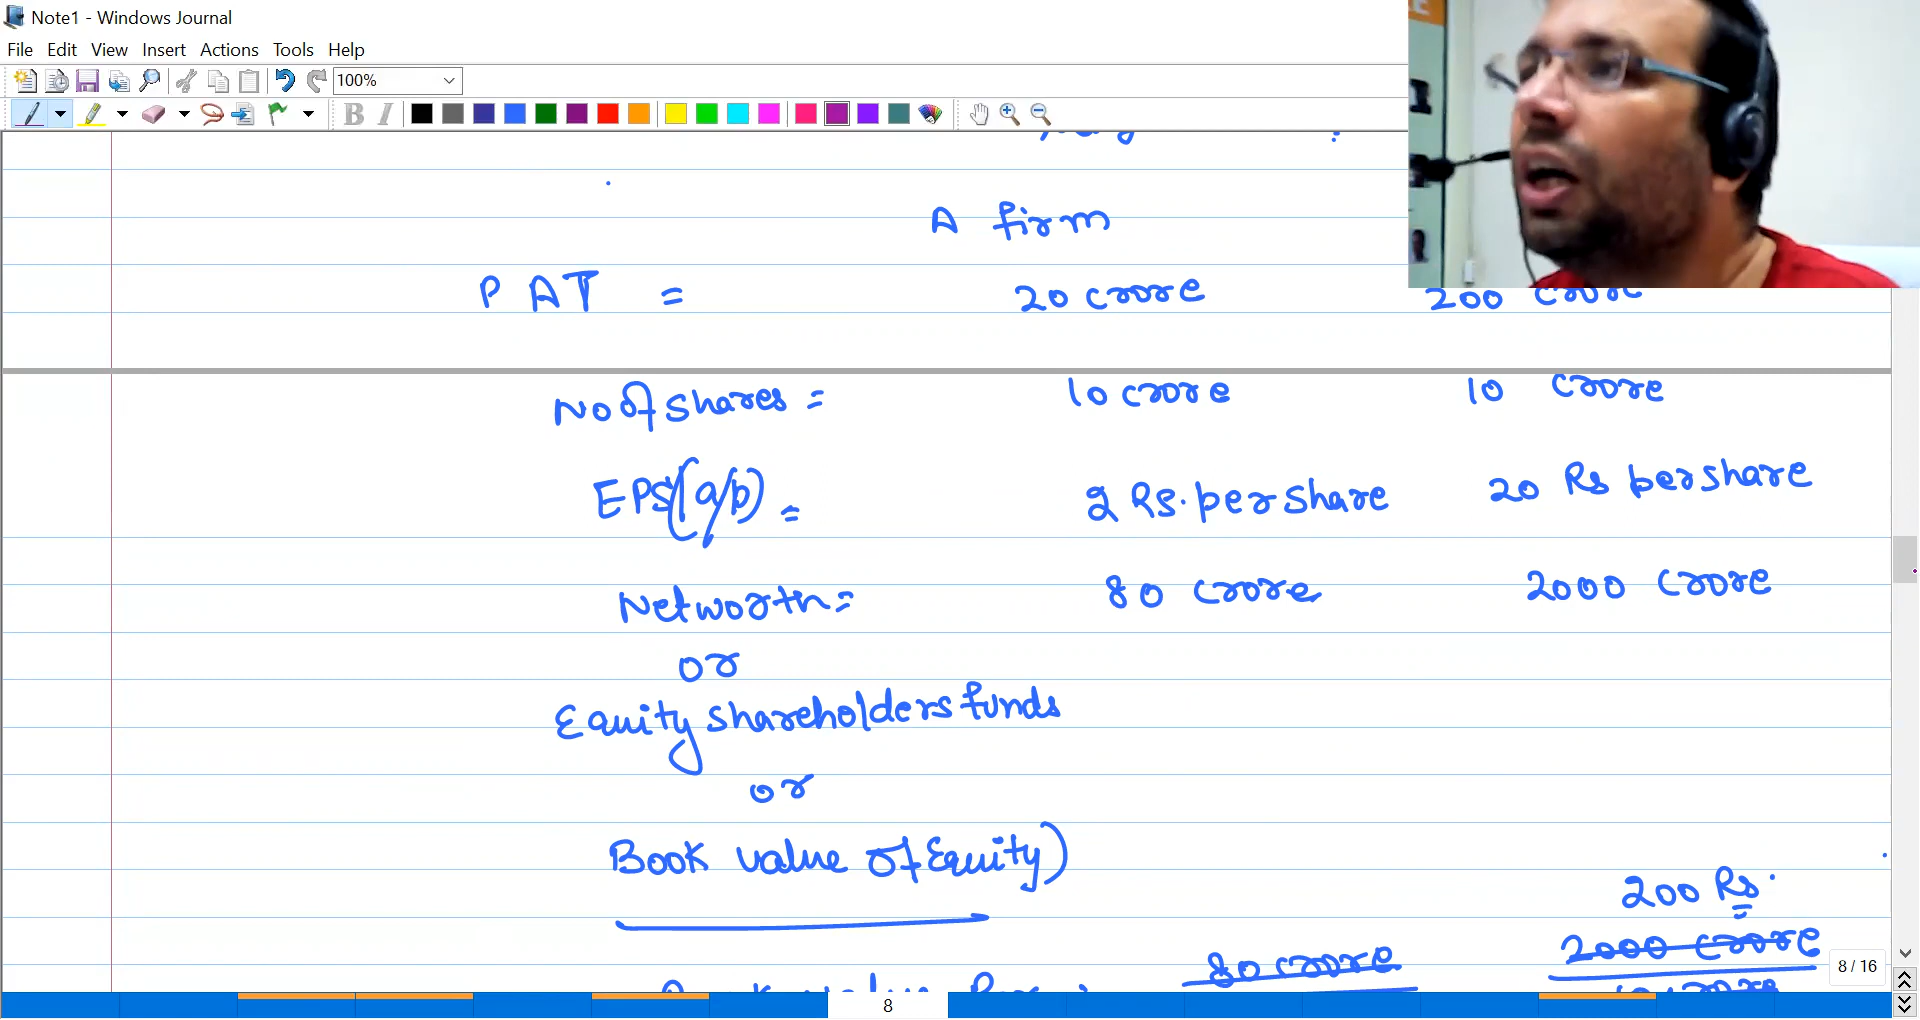 Note1 - Windows Journal
File Edit View Insert Actions Tools Help
100%
B I
A firm
PAT = 20 crore 200 crore
No of shares = 10 crore 10 crore
EPS (a/b) = 2 Rs. per share 20 Rs per share
Networth = 80 crore 2000 crore
or
Equity shareholders funds
or
Book value of Equity)
200 Rs.
80 crore 2000 crore
8 / 16
8